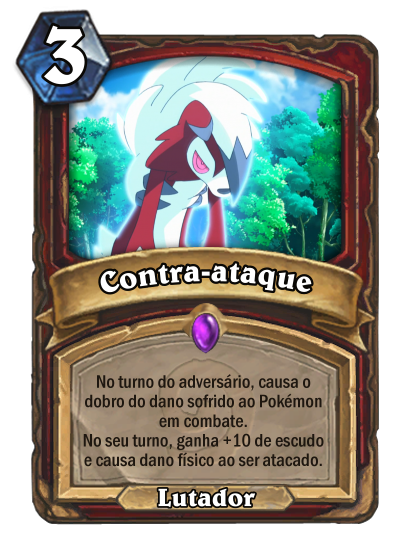 3
Contra-ataque
No turno do adversário, causa o
dobro do dano sofrido ao Pokémon
em combate.
No seu turno, ganha +10 de escudo
e causa dano físico ao ser atacado.
Lutador